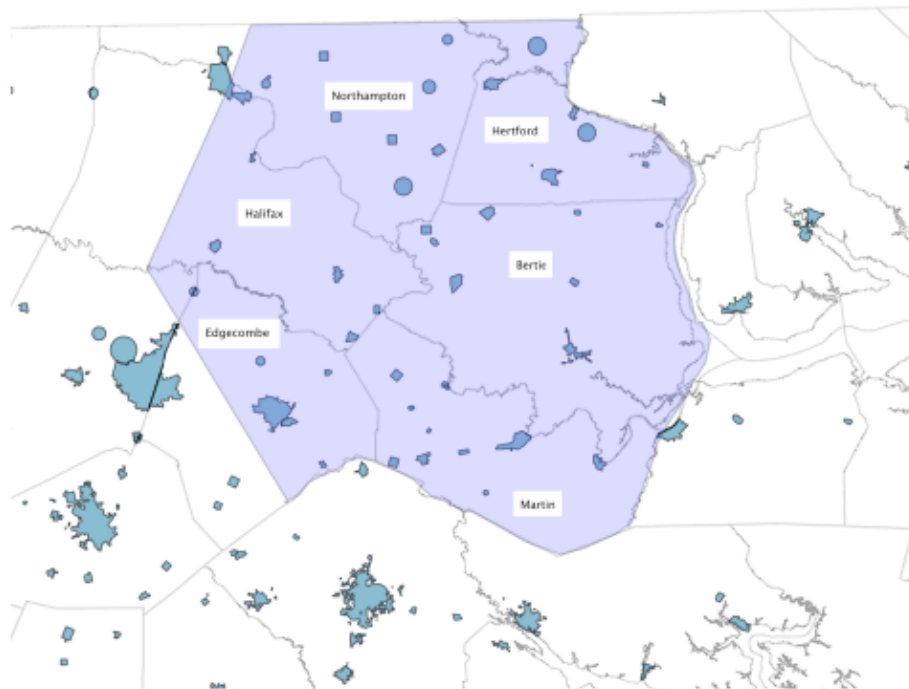 Northampton
Hertford
Halifax
Bertie
Edgecombe
Martin